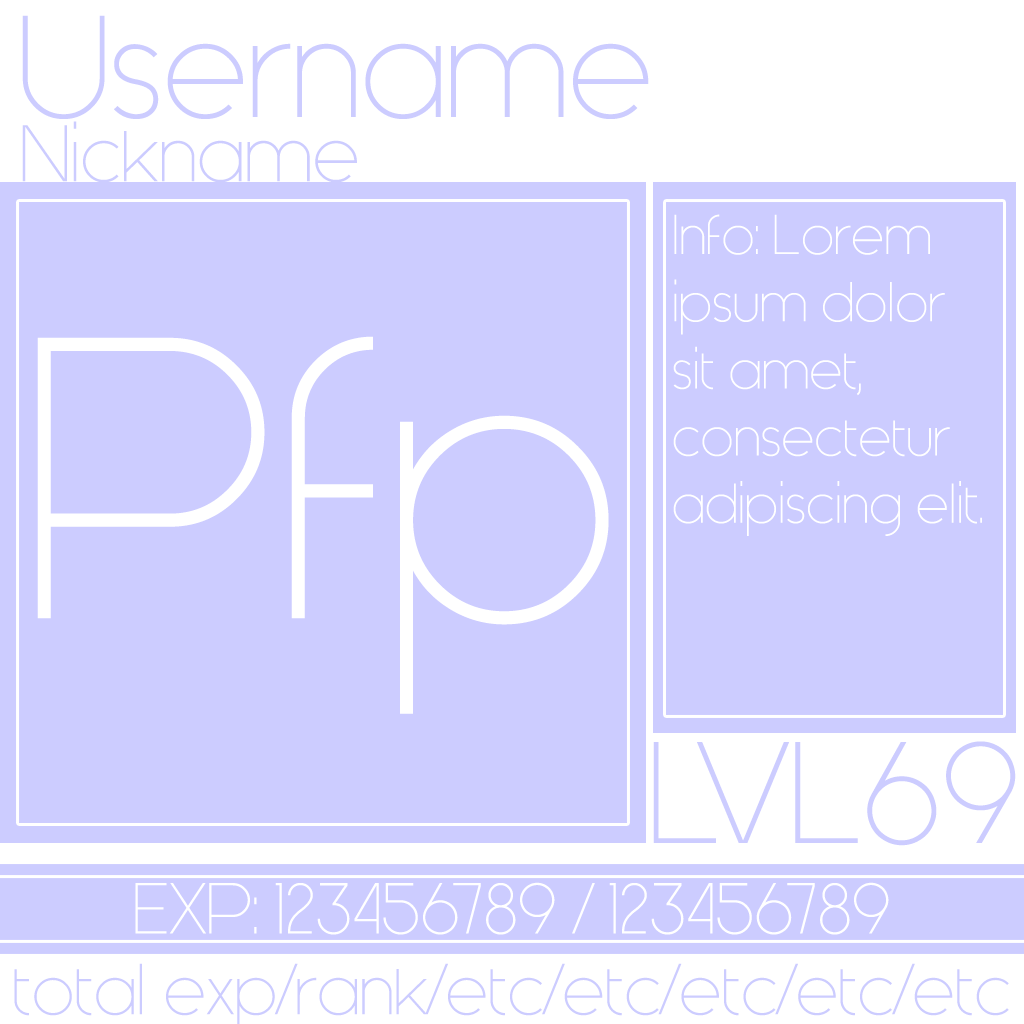 Username
Nickname
Pfp
Info: Lorem
ipsum dolor
sit amet,
consectetur
adipiscing elit.
LVL69
EXP: 123456789 / 123456789
total exp/rank/etc/etc/etc/etc/etc